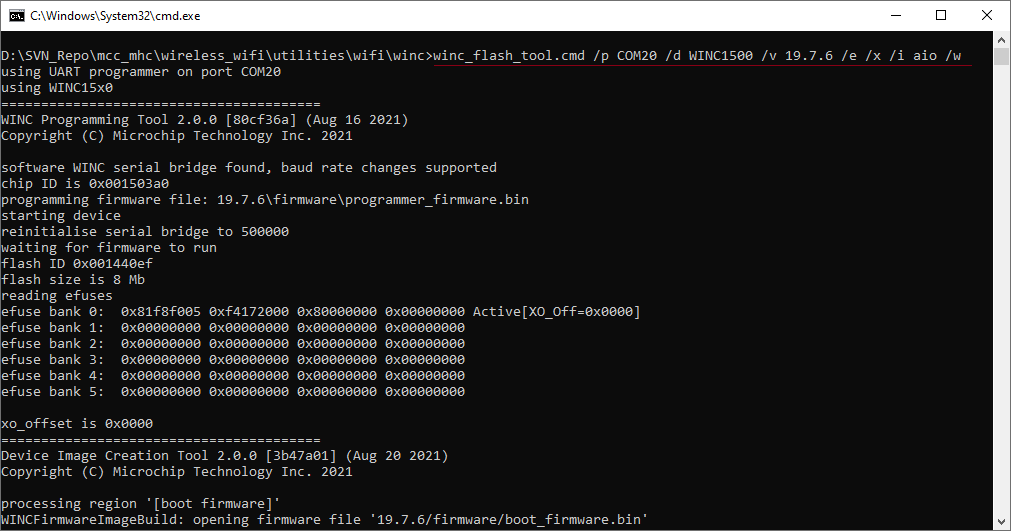 C:\Windows\System32\cmd.exe
D:\SVN_Repo\mcc_mhc\wireless_wifi\utilities\wifi\winc>winc_flash_tool.cmd /p COM20 /d WINC1500 /v 19.7.6 /e /x /i aio /w
using UART programmer on port COM20
using WINC15x0
========================================
WINC Programming Tool 2.0.0 [80cf36a] (Aug 16 2021)
Copyright (C) Microchip Technology Inc. 2021
software WINC serial bridge found, baud rate changes supported
chip ID is 0x001503a0
programming firmware file: 19.7.6\firmware\programmer_firmware.bin
starting device
reinitialise serial bridge to 500000
waiting for firmware to run
flash ID 0x001440ef
flash size is 8 Mb
reading efuses
efuse bank 0:  0x81f8f005 0xf4172000 0x80000000 0x00000000 Active[XO_Off=0x0000]
efuse bank 1:  0x00000000 0x00000000 0x00000000 0x00000000
efuse bank 2:  0x00000000 0x00000000 0x00000000 0x00000000
efuse bank 3:  0x00000000 0x00000000 0x00000000 0x00000000
efuse bank 4:  0x00000000 0x00000000 0x00000000 0x00000000
efuse bank 5:  0x00000000 0x00000000 0x00000000 0x00000000
xo_offset is 0x0000
========================================
Device Image Creation Tool 2.0.0 [3b47a01] (Aug 20 2021)
Copyright (C) Microchip Technology Inc. 2021
processing region '[boot firmware]'
WINCFirmwareImageBuild: opening firmware file '19.7.6/firmware/boot_firmware.bin'